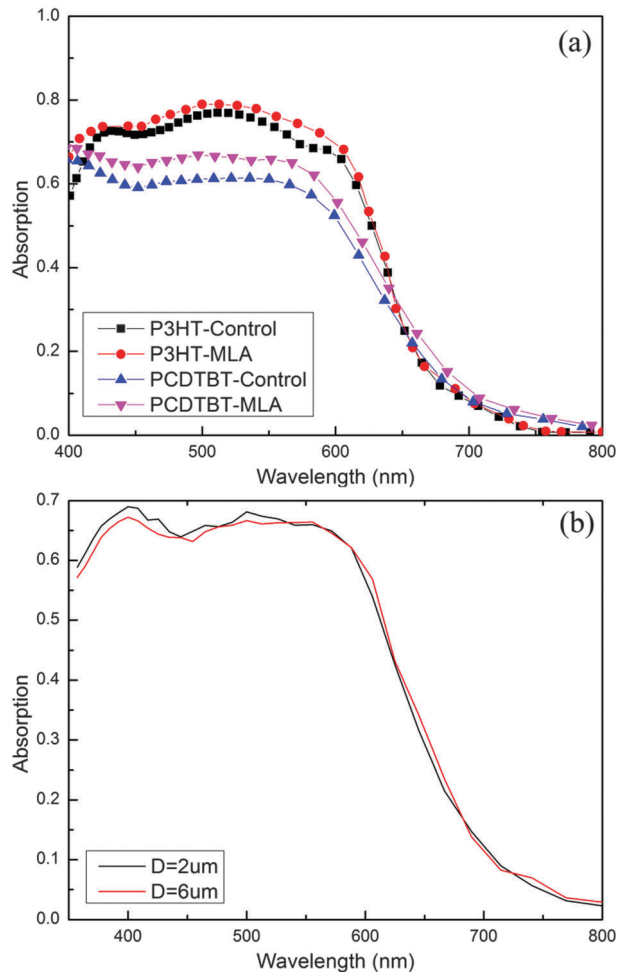 1.0
(a)
0.8
0.6
0.4
0.2
0.0
Absorption
P3HT-Control
P3HT-MLA
PCDTBT-Control
PCDTBT-MLA
400 500 600 700 800
Wavelength (nm)
0.7
(b)
0.6
0.5
0.4
0.3
0.2
0.1
0.0
Absorption
D=2um
D=6um
400 500 600 700 800
Wavelength (nm)